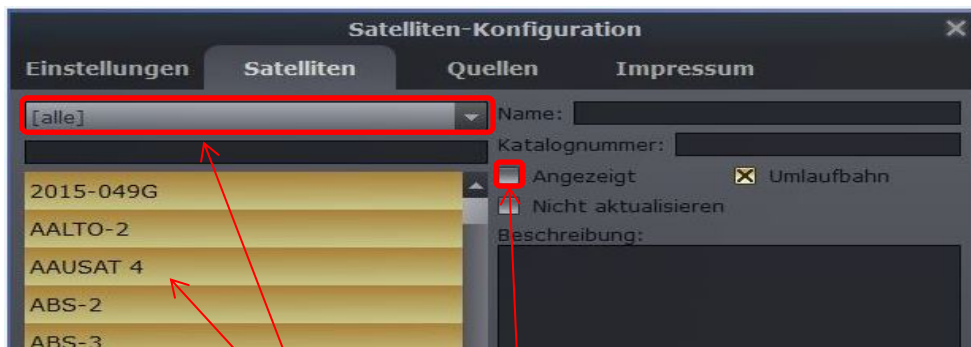 Satelliten-Konfiguration
Einstellungen Satelliten Quellen Impressum
[alle]
Name:
Katalognummer:
Angezeigt Umlaufbahn
Nicht aktualisieren
Beschreibung:
2015-049G
AALTO-2
AAUSAT 4
ABS-2
ABS-3